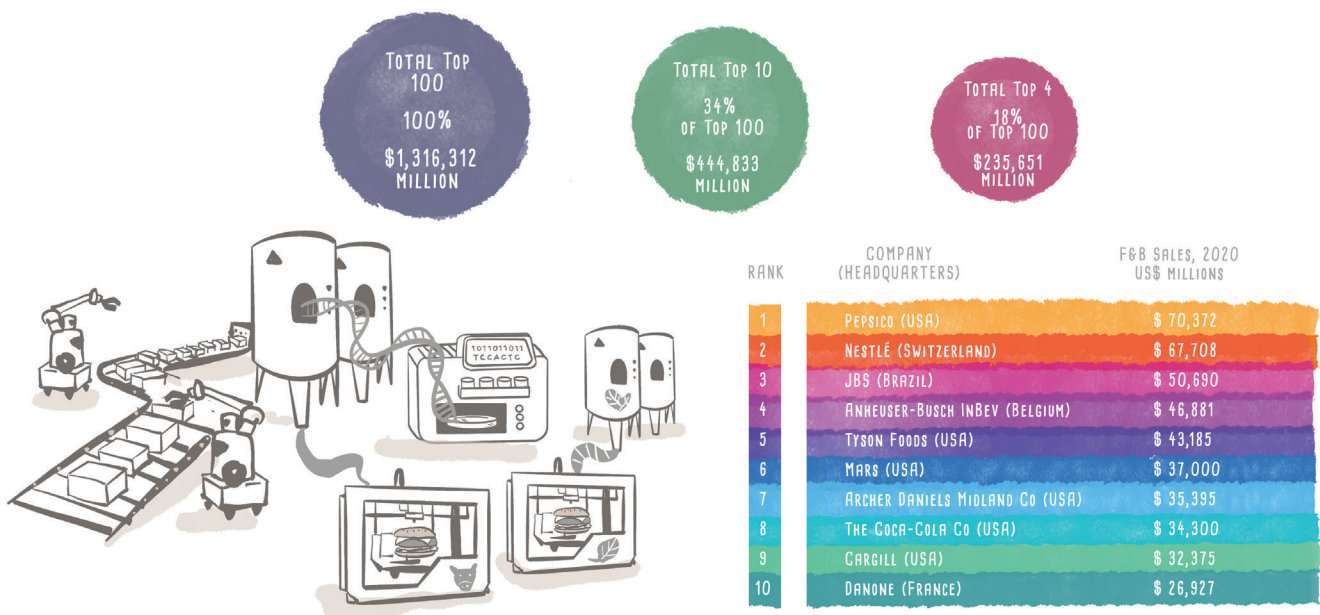 Total Top
100
100%
$1,316,312
Million
Total Top 10
34%
of Top 100
$444,833
Million
Total Top 4
18%
of Top 100
$235,651
Million
1011011011
TCCACTC
Rank Company (Headquarters) F&B Sales, 2020 US$ Millions
1 PepsiCo (USA) $ 70,372
2 Nestlé (Switzerland) $ 67,708
3 JBS (Brazil) $ 50,690
4 Anheuser-Busch InBev (Belgium) $ 46,881
5 Tyson Foods (USA) $ 43,185
6 Mars (USA) $ 37,000
7 Archer Daniels Midland Co (USA) $ 35,395
8 The Coca-Cola Co (USA) $ 34,300
9 Cargill (USA) $ 32,375
10 Danone (France) $ 26,927